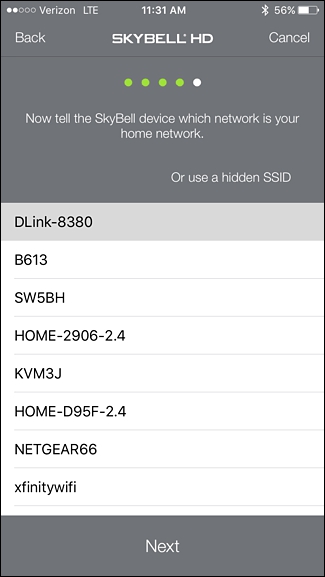 Verizon LTE 11:31 AM 56%
Back SKYBELL HD Cancel
Now tell the SkyBell device which network is your
home network.
Or use a hidden SSID
DLink-8380
B613
SW5BH
HOME-2906-2.4
KVM3J
HOME-D95F-2.4
NETGEAR66
xfinitywifi
Next